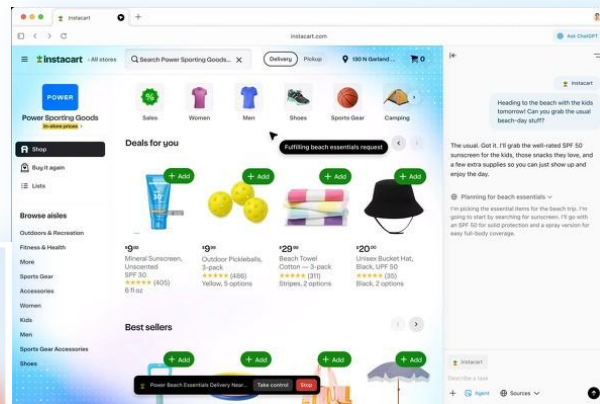 instacart
instacart.com
Ask ChatGPT
instacart
All stores
Search Power Sporting Goods...
Delivery
Pickup
130 N Garland
0
POWER
Power Sporting Goods
In-store prices
Shop
Buy it again
Lists
Browse aisles
Outdoors & Recreation
Fitness & Health
More
Sports Gear
Accessories
Women
Kids
Men
Sports Gear Accessories
Shoes
%
Sales
Women
Men
Shoes
Sports Gear
Camping
Deals for you
Fulfilling beach essentials request
+ Add
+ Add
+ Add
+ Add
Mineral Sunscreen,
Unscented
SPF 30
(405)
6 fl oz
Outdoor Pickleballs,
3-pack
(486)
Yellow, 5 options
$29
Beach Towel
Cotton — 3-pack
(311)
Stripes, 2 options
$20
Unisex Bucket Hat,
Black, UPF 50
(35)
Black, 2 options
Best sellers
+ Add
+ Add
+ Add
+ Add
Power Beach Essentials Delivery Near...
Take control
Stop
instacart
Heading to the beach with the kids
tomorrow! Can you grab the usual
beach-day stuff?
The usual. Got it. I'll grab the well-rated SPF 50
sunscreen for the kids, those snacks they love, and
a few extra supplies so you can just show up and
enjoy the day.
Planning for beach essentials
I'm picking the essential items for the beach trip. I'm
going to start by searching for sunscreen. I'll go with
an SPF 50 for solid protection and a spray version for
easy full-body coverage.
instacart
Describe a task
+ Agent
Sources